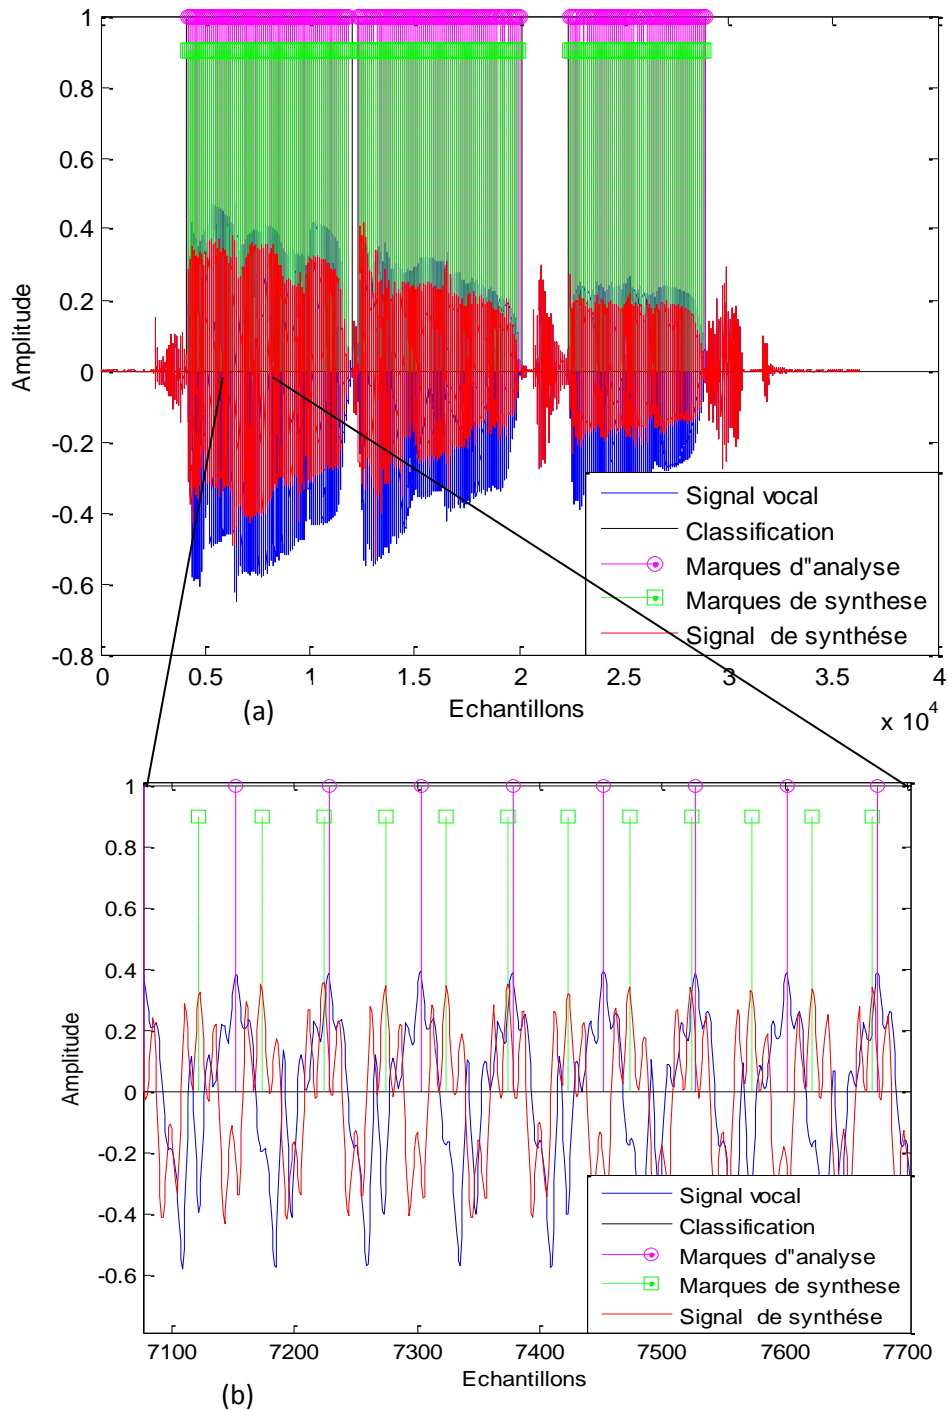 1
0.8
0.6
0.4
0.2
0
-0.2
-0.4
-0.6
-0.8
Amplitude
Signal vocal
Classification
Marques d"analyse
Marques de synthese
Signal de synthése
0 0.5 1 1.5 2 2.5 3 3.5 4
(a) Echantillons
x 10^4
1
0.8
0.6
0.4
0.2
0
-0.2
-0.4
-0.6
Amplitude
Signal vocal
Classification
Marques d"analyse
Marques de synthese
Signal de synthése
7100 7200 7300 7400 7500 7600 7700
Echantillons
(b)